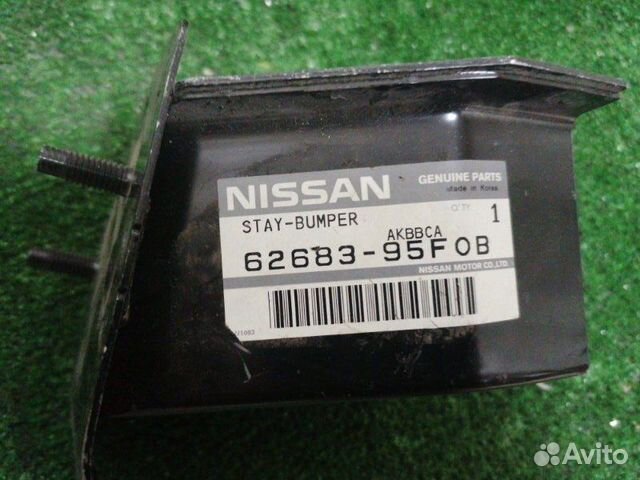 NISSAN
GENUINE PARTS
Made in Korea
STAY-BUMPER
Q'TY 1
AKBBCA
62683-95F0B
NISSAN MOTOR CO.,LTD.
Avito